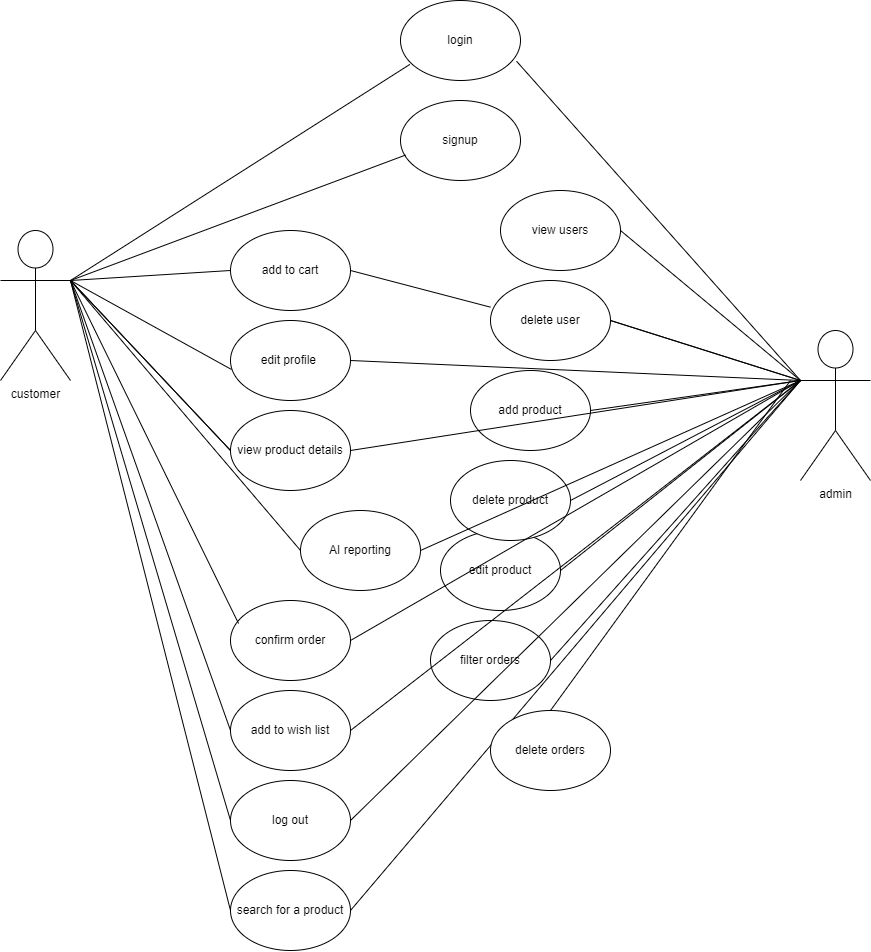 login
signup
view users
add to cart
delete user
edit profile
customer
add product
view product details
delete product
admin
AI reporting
edit product
confirm order
filter orders
add to wish list
delete orders
log out
search for a product